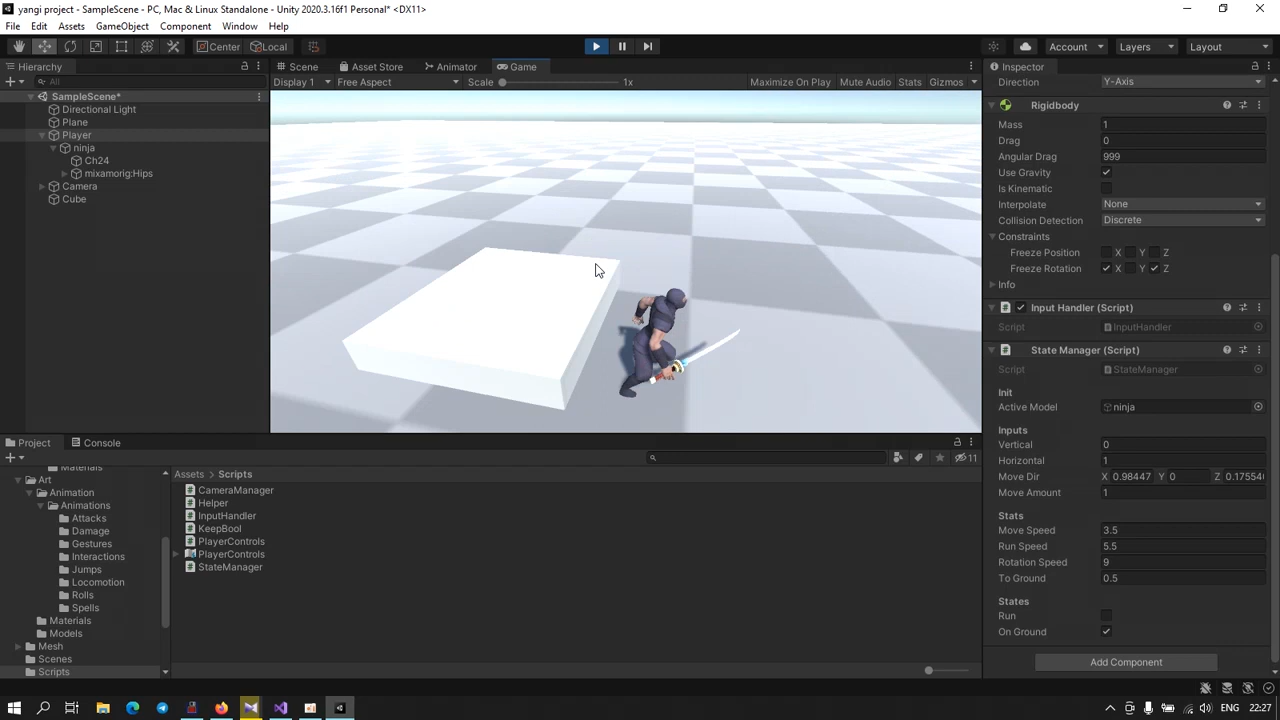 yangi project - SampleScene - PC, Mac & Linux Standalone - Unity 2020.3.16f1 Personal* <DX11>
File Edit Assets GameObject Component Window Help
Center Local Account Layers Layout
Hierarchy
All
SampleScene*
Directional Light
Plane
Player
ninja
Ch24
mixamorig:Hips
Camera
Cube
Scene Asset Store Animator Game
Display 1 Free Aspect Scale 1x Maximize On Play Mute Audio Stats Gizmos
Inspector
Direction Y-Axis
Rigidbody
Mass 1
Drag 0
Angular Drag 999
Use Gravity
Is Kinematic
Interpolate None
Collision Detection Discrete
Constraints
Freeze Position X Y Z
Freeze Rotation X Y Z
Info
Input Handler (Script)
Script InputHandler
State Manager (Script)
Script StateManager
Init
Active Model ninja
Inputs
Vertical 0
Horizontal 1
Move Dir X 0.98447 Y 0 Z 0.17554
Move Amount 1
Stats
Move Speed 3.5
Run Speed 5.5
Rotation Speed 9
To Ground 0.5
States
Run
On Ground
Add Component
Project Console
11
Materials
Art
Animation
Animations
Attacks
Damage
Gestures
Interactions
Jumps
Locomotion
Rolls
Spells
Materials
Models
Mesh
Scenes
Scripts
Assets > Scripts
CameraManager
Helper
InputHandler
KeepBool
PlayerControls
PlayerControls
StateManager
ENG 22:27